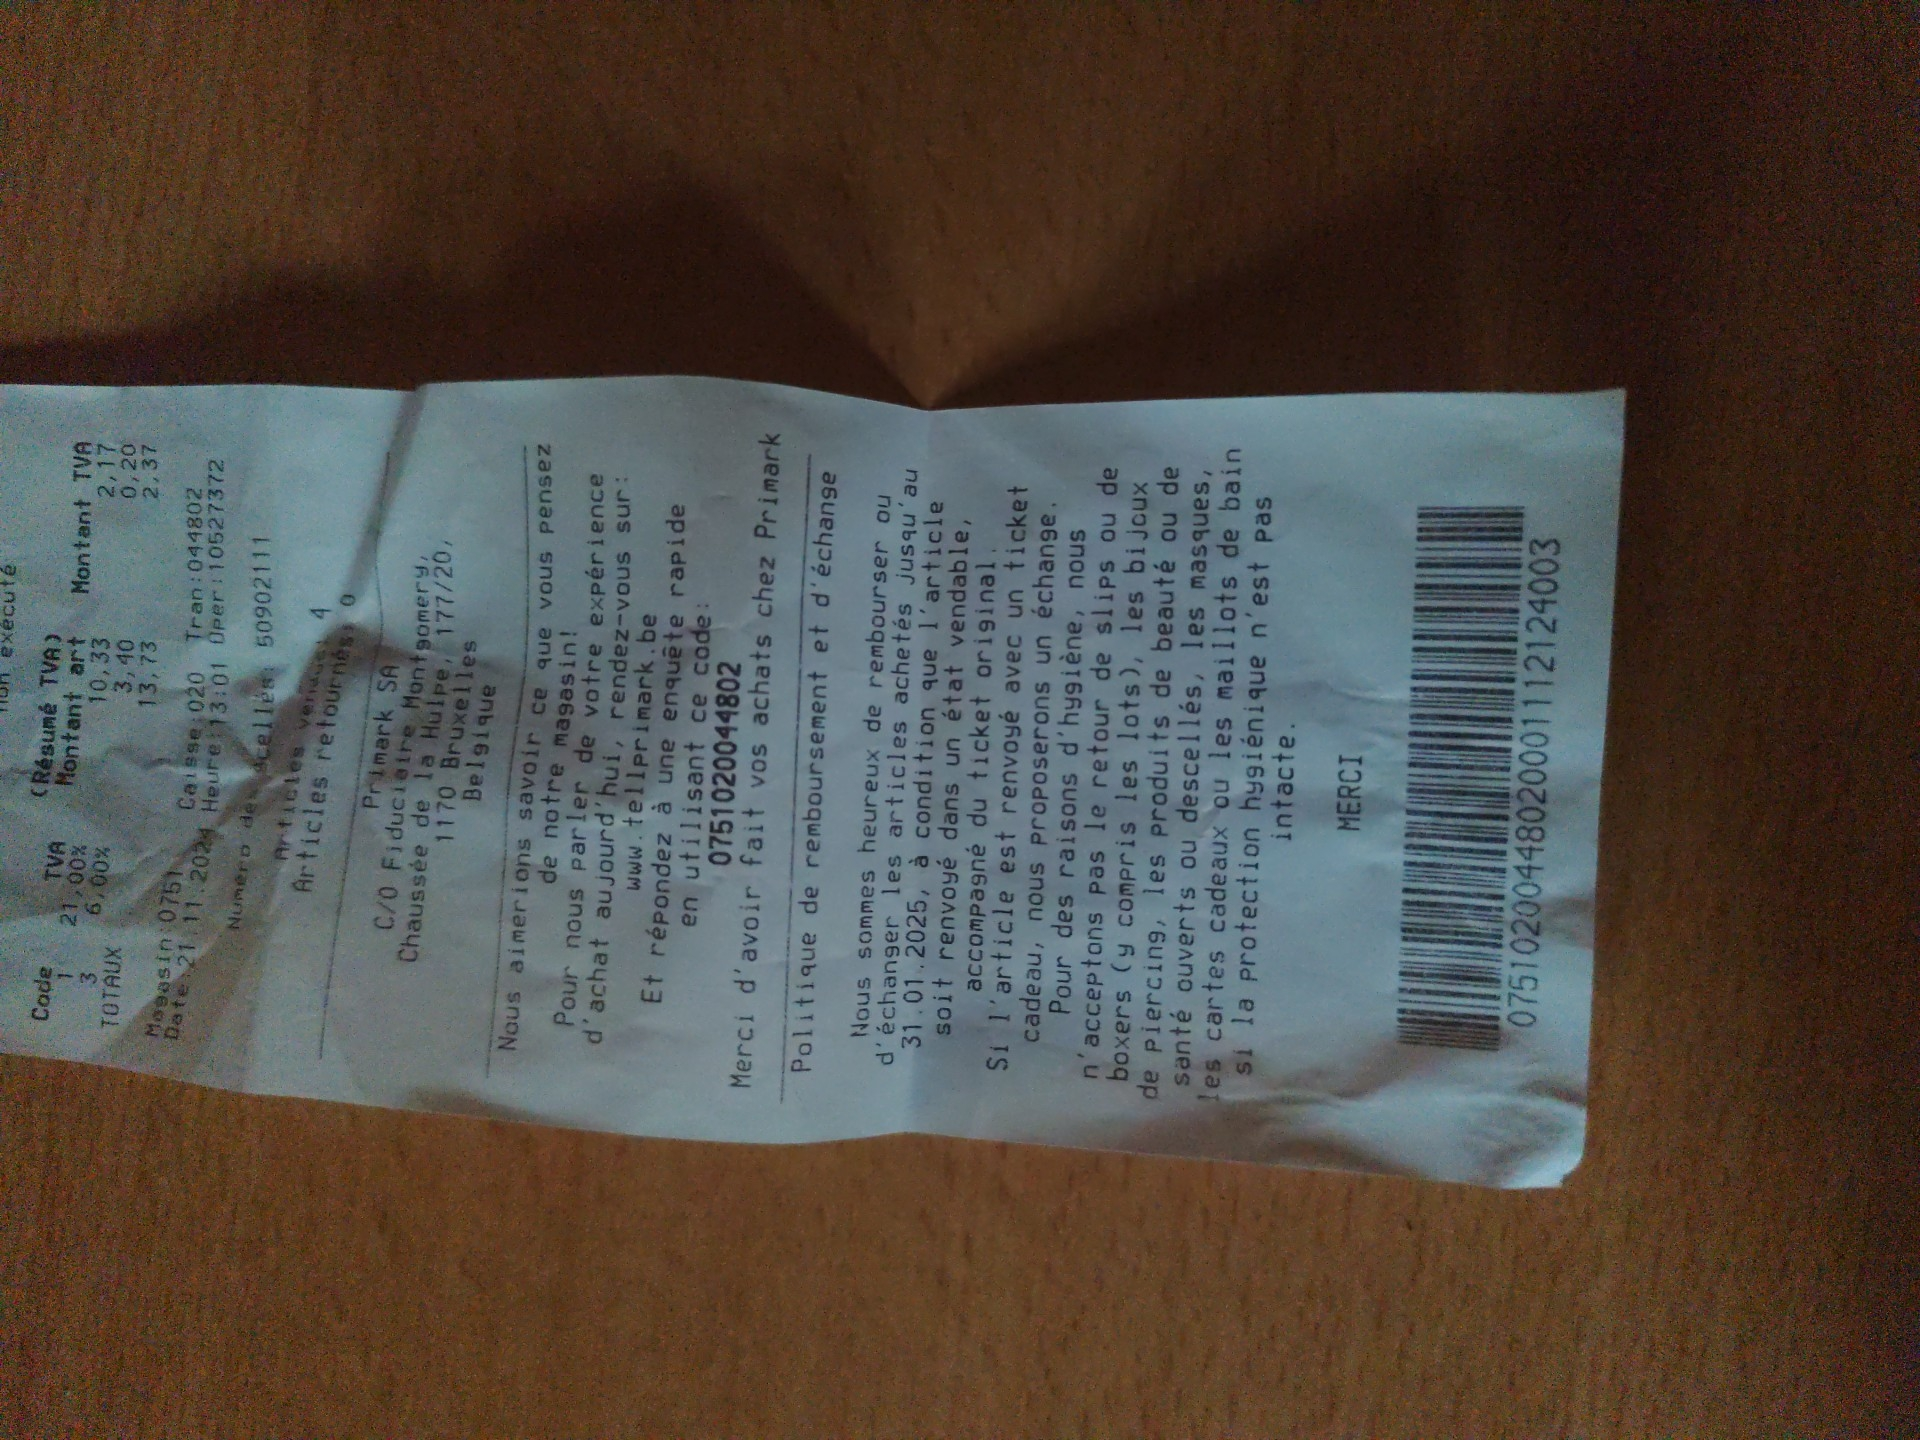 non exécuté
(Résumé TVA)
Code TVA Montant art Montant TVA
1 21,00% 10,33 2,17
3 6,00% 3,40 0,20
TOTAUX 13,73 2,37
Magasin:0751 Caisse:020 Tran:044802
Date:21.11.2024 Heure:13:01 Oper:10527372
Numéro de scellés: 50902111
Articles vendus: 4
Articles retournés: 0
Primark SA
C/O Fiduciaire Montgomery,
Chaussée de la Hulpe, 177/20,
1170 Bruxelles
Belgique
Nous aimerions savoir ce que vous pensez
de notre magasin!
Pour nous parler de votre expérience
d'achat aujourd'hui, rendez-vous sur:
www.tellprimark.be
Et répondez à une enquête rapide
en utilisant ce code:
0751020044802
Merci d'avoir fait vos achats chez Primark
Politique de remboursement et d'échange
Nous sommes heureux de rembourser ou
d'échanger les articles achetés jusqu'au
31.01.2025, à condition que l'article
soit renvoyé dans un état vendable,
accompagné du ticket original.
Si l'article est renvoyé avec un ticket
cadeau, nous proposerons un échange.
Pour des raisons d'hygiène, nous
n'acceptons pas le retour de slips ou de
boxers (y compris les lots), les bijoux
de piercing, les produits de beauté ou de
santé ouverts ou descellés, les masques,
les cartes cadeaux ou les maillots de bain
si la protection hygiénique n'est pas
intacte.
MERCI
075102004480202001112124003